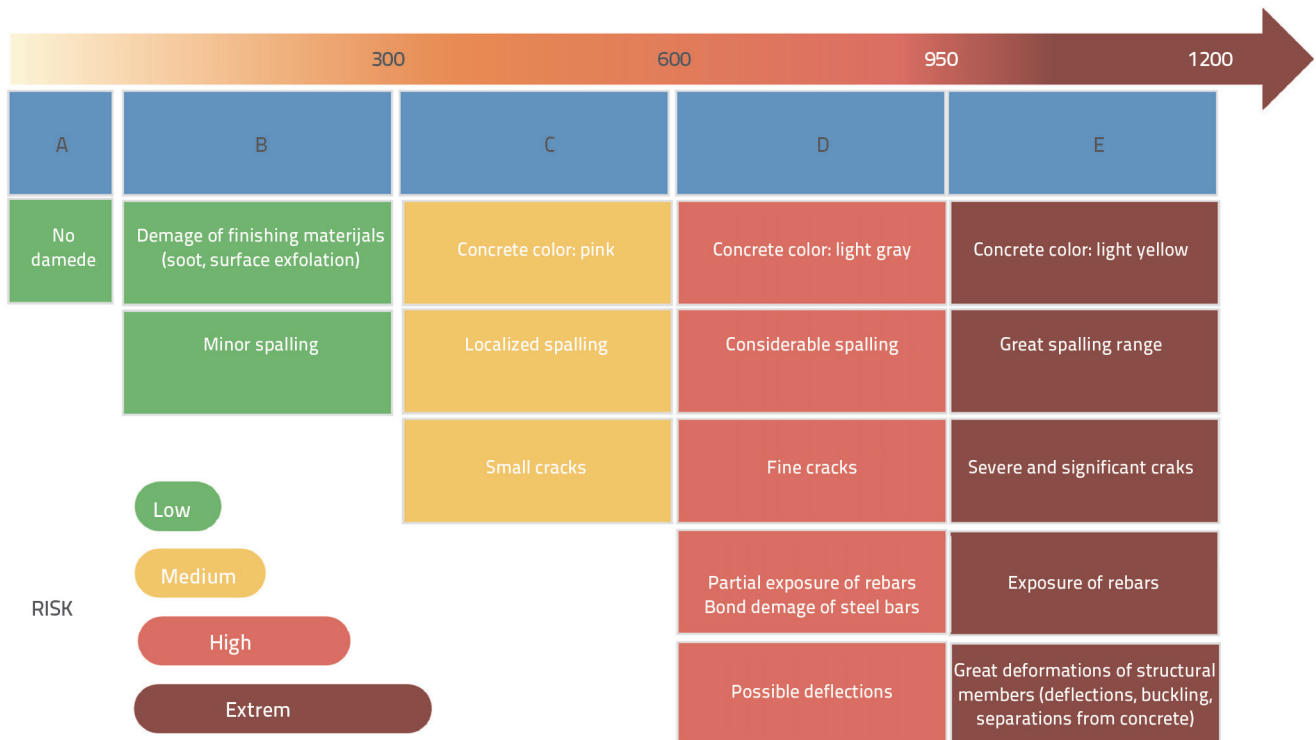 300
600
950
1200
A
B
C
D
E
No
damede
Demage of finishing materijals
(soot, surface exfolation)
Concrete color: pink
Concrete color: light gray
Concrete color: light yellow
Minor spalling
Localized spalling
Considerable spalling
Great spalling range
Small cracks
Fine cracks
Severe and significant craks
Partial exposure of rebars
Bond demage of steel bars
Exposure of rebars
Possible deflections
Great deformations of structural
members (deflections, buckling,
separations from concrete)
RISK
Low
Medium
High
Extrem